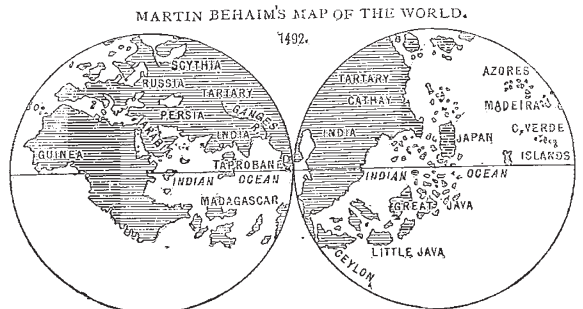 MARTIN BEHAIM'S MAP OF THE WORLD.
1492.
SCYTHIA
RUSSIA
TARTARY
PERSIA
GANGES
R.
ARABIA
INDIA
GUINEA
TAPROBANE
INDIAN OCEAN
MADAGASCAR
TARTARY
CATHAY
INDIA
AZORES
MADEIRA
JAPAN
C. VERDE
ISLANDS
INDIAN OCEAN
GREAT JAVA
LITTLE JAVA
CEYLON